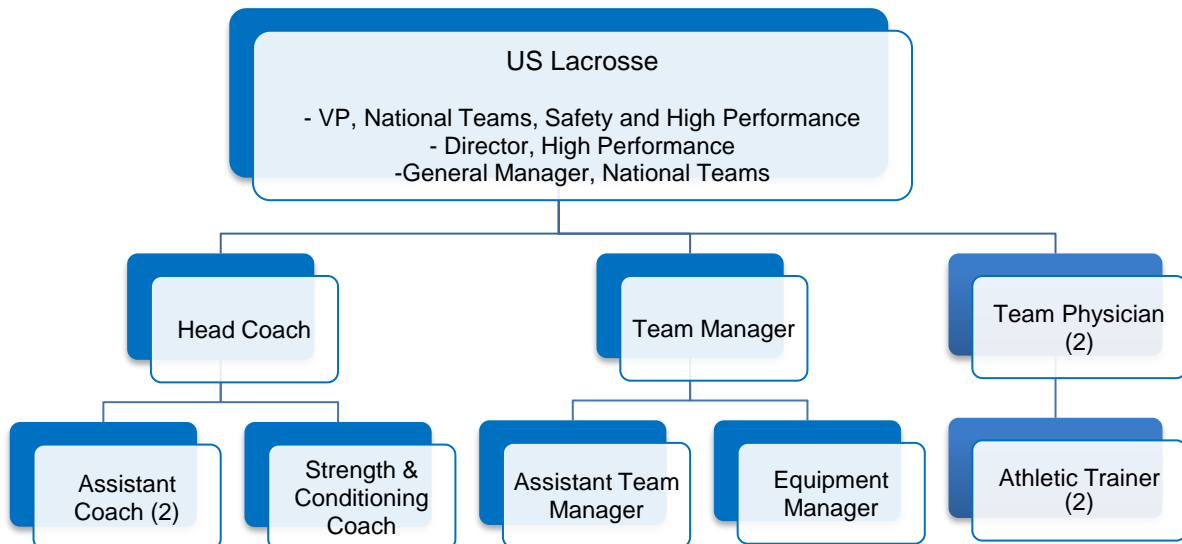 US Lacrosse
- VP, National Teams, Safety and High Performance
- Director, High Performance
-General Manager, National Teams
Head Coach
Team Manager
Team Physician
(2)
Assistant
Coach (2)
Strength &
Conditioning
Coach
Assistant Team
Manager
Equipment
Manager
Athletic Trainer
(2)